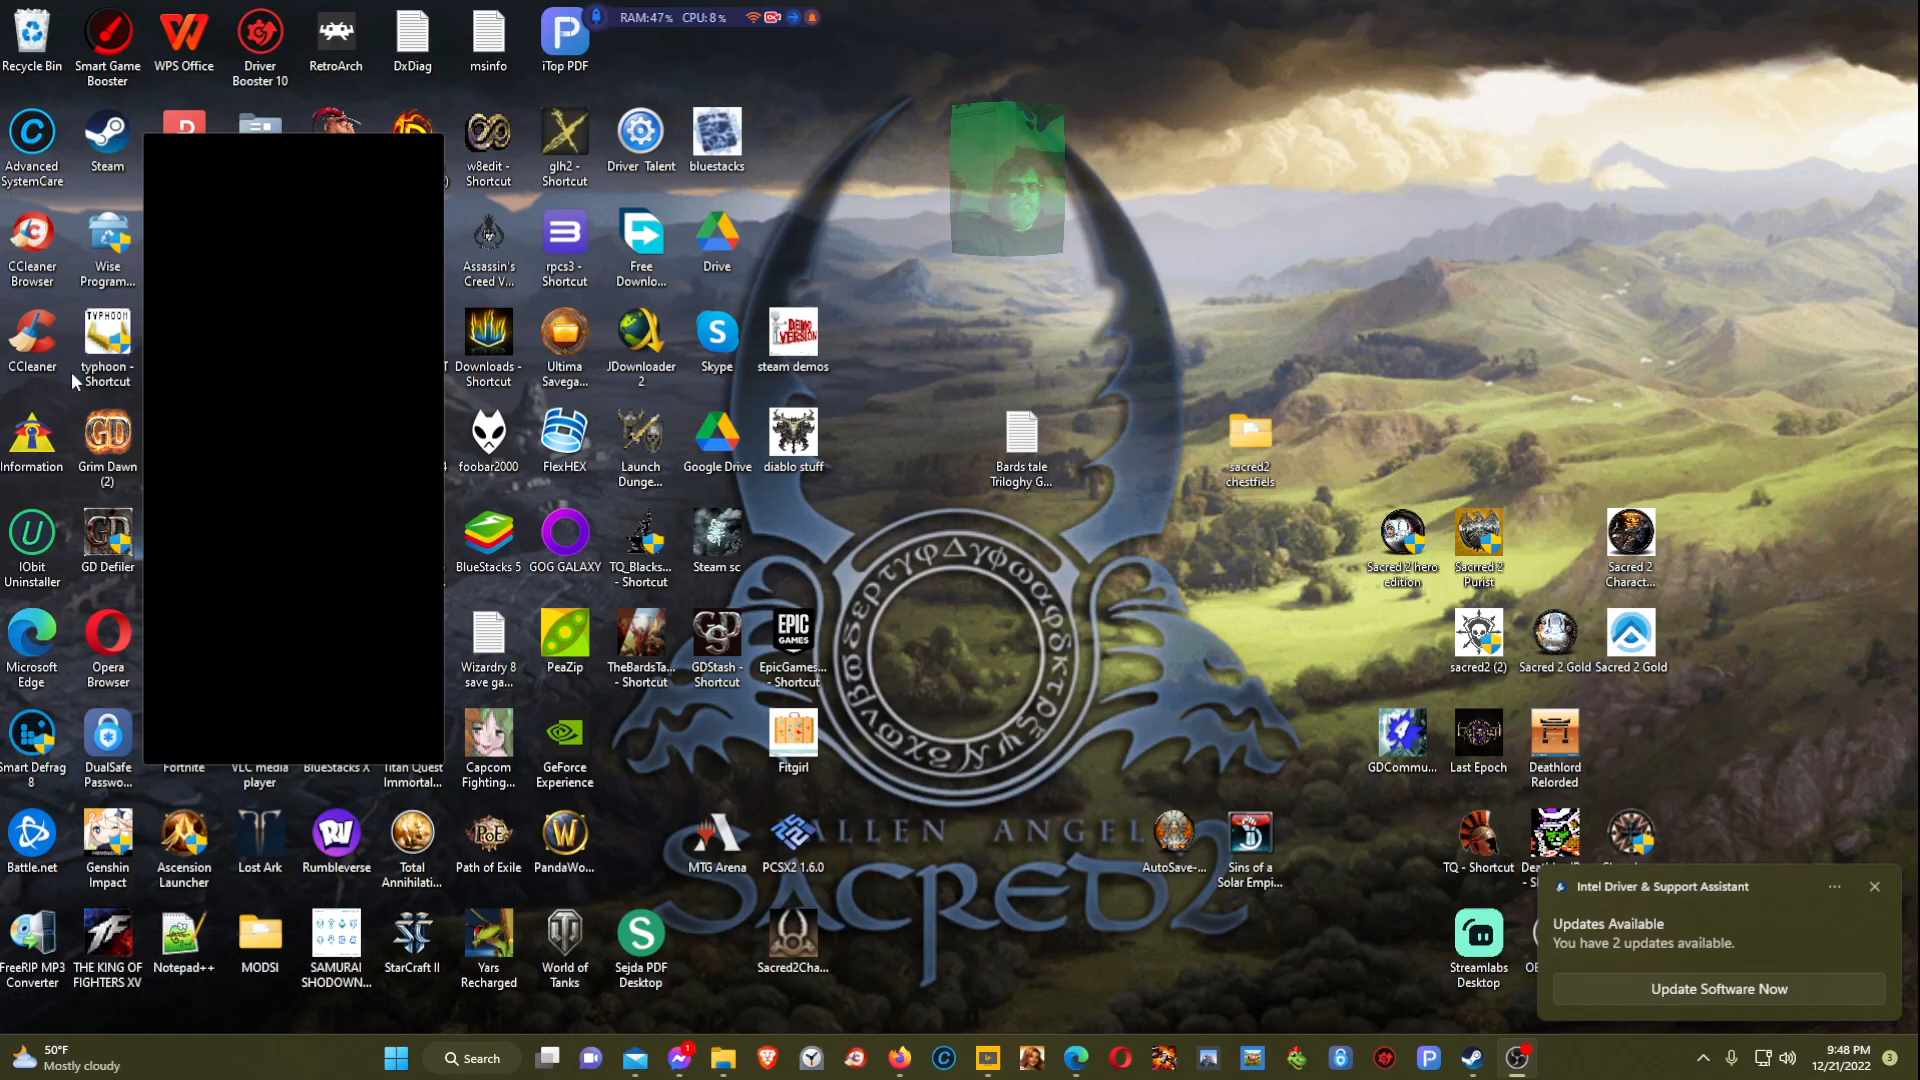 RAM:47% CPU:8%
Recycle Bin
Smart Game
Booster
WPS Office
Driver
Booster 10
RetroArch
DxDiag
msinfo
iTop PDF
Advanced
SystemCare
Steam
w8edit -
Shortcut
glh2 -
Shortcut
Driver Talent
bluestacks
CCleaner
Browser
Wise
Program...
Assassin's
Creed V...
rpcs3 -
Shortcut
Free
Downlo...
Drive
CCleaner
TYPHOON
typhoon -
Shortcut
Downloads -
Shortcut
Ultima
Savega...
JDownloader
2
Skype
DEMO
VERSION
steam demos
Information
Grim Dawn
(2)
foobar2000
FlexHEX
Launch
Dunge...
Google Drive
diablo stuff
Bards tale
Triloghy G...
sacred2
chestfiels
IObit
Uninstaller
GD Defiler
BlueStacks 5
GOG GALAXY
TQ_Blacks...
- Shortcut
Steam sc
Sacred 2 hero
edition
Sacrred 2
Purist
Sacred 2
Charact...
Microsoft
Edge
Opera
Browser
Wizardry 8
save ga...
PeaZip
TheBardsTa...
- Shortcut
GDStash -
Shortcut
EPIC
GAMES
EpicGames...
- Shortcut
sacred2 (2)
Sacred 2 Gold
Sacred 2 Gold
Smart Defrag
8
DualSafe
Passwo...
Fortnite
VLC media
player
BlueStacks X
Titan Quest
Immortal...
Capcom
Fighting...
GeForce
Experience
Fitgirl
GDCommu...
Last Epoch
Deathlord
Relorded
Battle.net
Genshin
Impact
Ascension
Launcher
Lost Ark
Rumbleverse
Total
Annihilati...
Path of Exile
PandaWo...
MTG Arena
PCSX2 1.6.0
ALLEN ANGEL
SACRED 2
AutoSave-...
Sins of a
Solar Empi...
TQ - Shortcut
FreeRIP MP3
Converter
THE KING OF
FIGHTERS XV
Notepad++
MODSI
SAMURAI
SHODOWN...
StarCraft II
Yars
Recharged
World of
Tanks
Sejda PDF
Desktop
Sacred2Cha...
Streamlabs
Desktop
Intel Driver & Support Assistant
Updates Available
You have 2 updates available.
Update Software Now
50°F
Mostly cloudy
Search
1
9:48 PM
12/21/2022
3